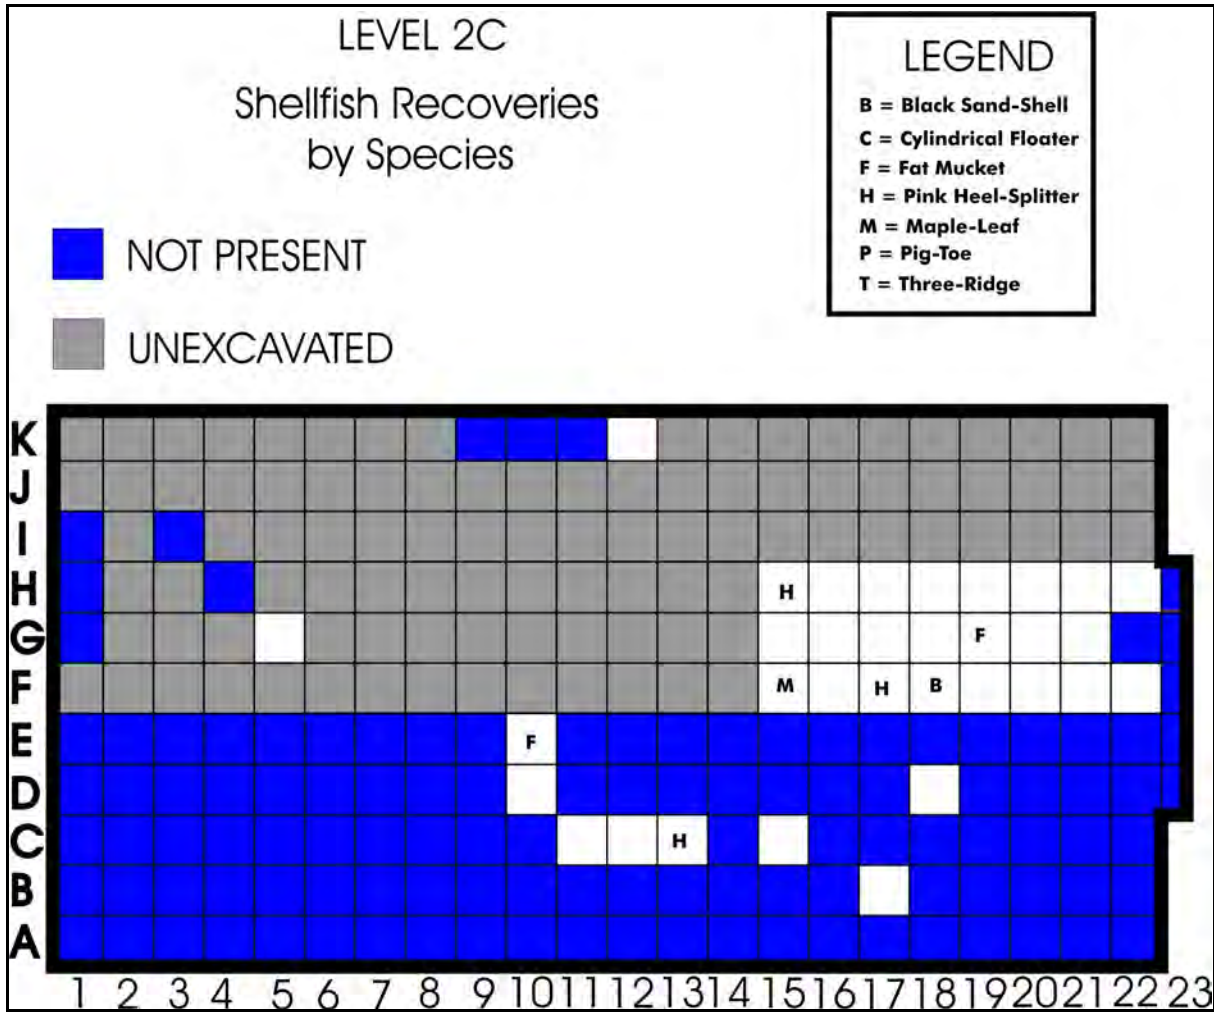 LEVEL 2C
Shellfish Recoveries
by Species
NOT PRESENT
UNEXCAVATED
LEGEND
B = Black Sand-Shell
C = Cylindrical Floater
F = Fat Mucket
H = Pink Heel-Splitter
M = Maple-Leaf
P = Pig-Toe
T = Three-Ridge
K
J
I
H H
G F
F M H B
E F
D
C H
B
A
1 2 3 4 5 6 7 8 9 10 11 12 13 14 15 16 17 18 19 20 21 22 23